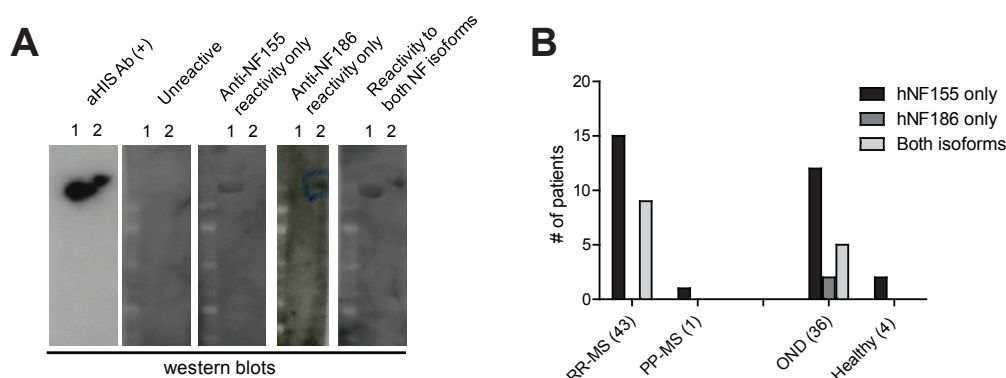 A
aHIS Ab (+)
Unreactive
Anti-NF155
reactivity only
Anti-NF186
reactivity only
Reactivity to
both NF isoforms
1 2
1 2
1 2
1 2
1 2
western blots
B
# of patients
20
15
10
5
0
RR-MS (43)
PP-MS (1)
OND (36)
Healthy (4)
hNF155 only
hNF186 only
Both isoforms